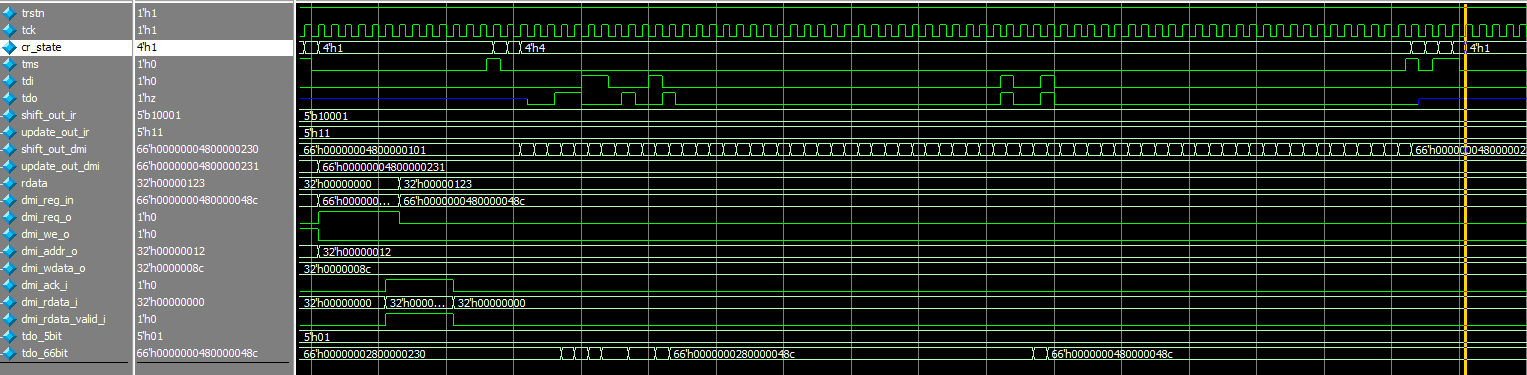 trstn 1'h1
tck 1'h1
cr_state 4'h1 4'h1 4'h4 4'h1
tms 1'h0
tdi 1'h0
tdo 1'hz
shift_out_ir 5'b10001 5'b10001
update_out_ir 5'h11 5'h11
shift_out_dmi 66'h00000004800000230 66'h00000004800000101 66'h000000048000002
update_out_dmi 66'h00000004800000231 66'h00000004800000231
rdata 32'h00000123 32'h00000000 32'h00000123
dmi_reg_in 66'h0000000480000048c 66'h000000... 66'h0000000480000048c
dmi_req_o 1'h0
dmi_we_o 1'h0
dmi_addr_o 32'h00000012 32'h00000012
dmi_wdata_o 32'h0000008c 32'h0000008c
dmi_ack_i 1'h0
dmi_rdata_i 32'h00000000 32'h00000000 32'h0000... 32'h00000000
dmi_rdata_valid_i 1'h0
tdo_5bit 5'h01 5'h01
tdo_66bit 66'h0000000480000048c 66'h00000002800000230 66'h0000000280000048c 66'h0000000480000048c